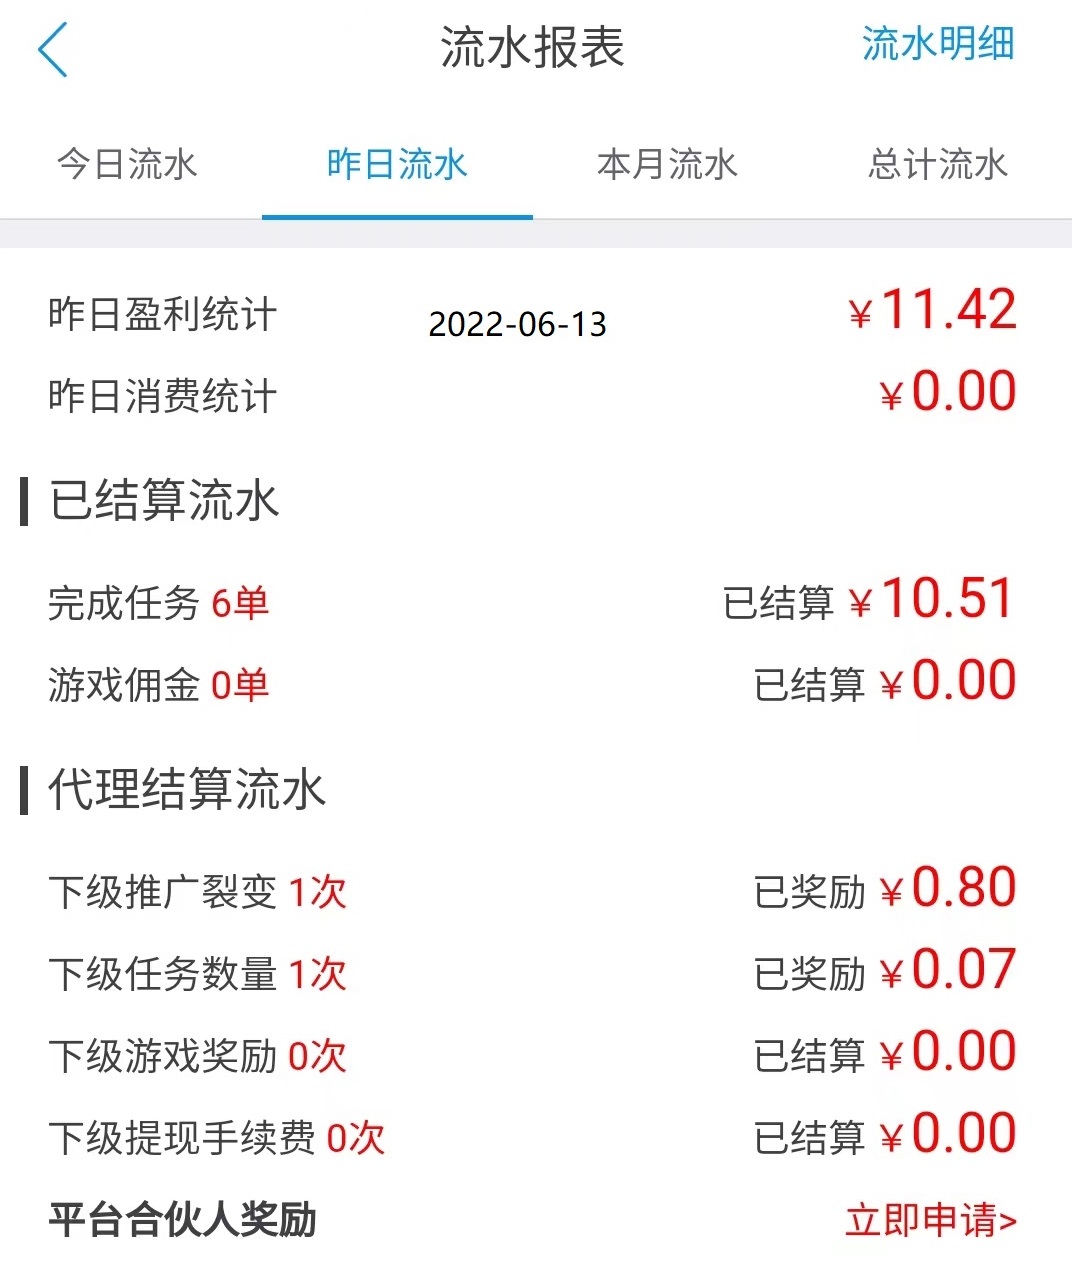 流水报表 流水明细
今日流水 昨日流水 本月流水 总计流水
昨日盈利统计 2022-06-13 ¥11.42
昨日消费统计 ¥0.00
已结算流水
完成任务 6单 已结算 ¥10.51
游戏佣金 0单 已结算 ¥0.00
代理结算流水
下级推广裂变 1次 已奖励 ¥0.80
下级任务数量 1次 已奖励 ¥0.07
下级游戏奖励 0次 已结算 ¥0.00
下级提现手续费 0次 已结算 ¥0.00
平台合伙人奖励 立即申请>